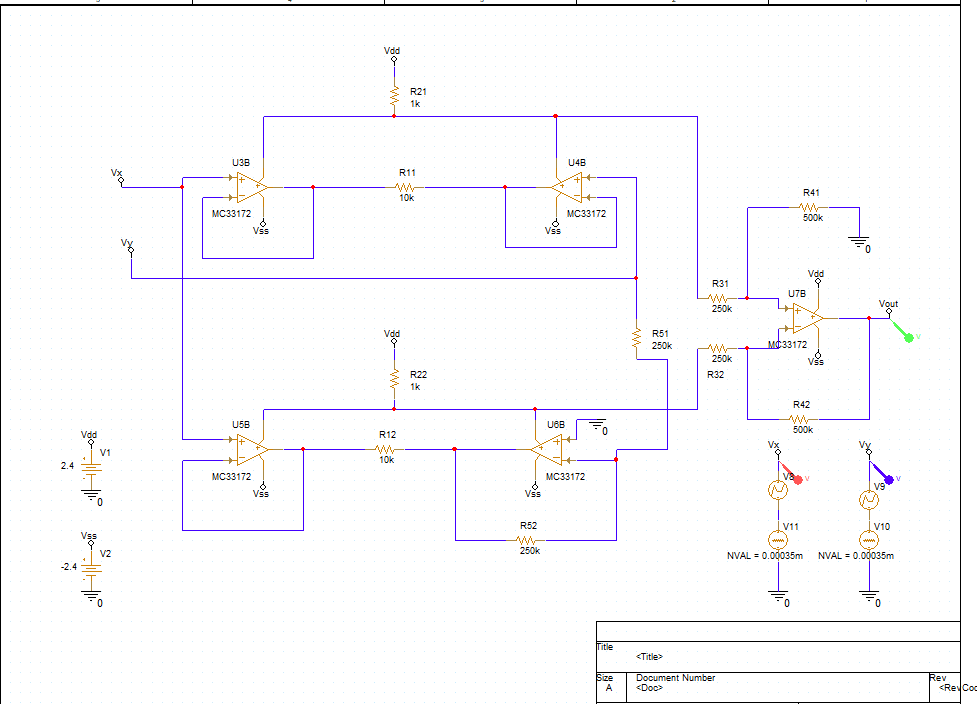 Vdd
R21
1k
U3B
U4B
Vx
R11
10k
MC33172
MC33172
Vss
Vss
R41
500k
0
Vy
Vdd
R31
U7B
250k
Vout
V
Vdd
R51
250k
MC33172
Vss
250k
R32
R22
1k
R42
500k
U5B
U6B
0
R12
10k
Vdd
V1
2.4
0
MC33172
MC33172
Vss
Vss
Vx
Vy
V8
V
V
V9
R52
250k
Vss
V2
-2.4
0
V11
V10
NVAL = 0.00035m
NVAL = 0.00035m
0
0
Title
<Title>
Size
Document Number
Rev
A
<Doc>
<RevCod